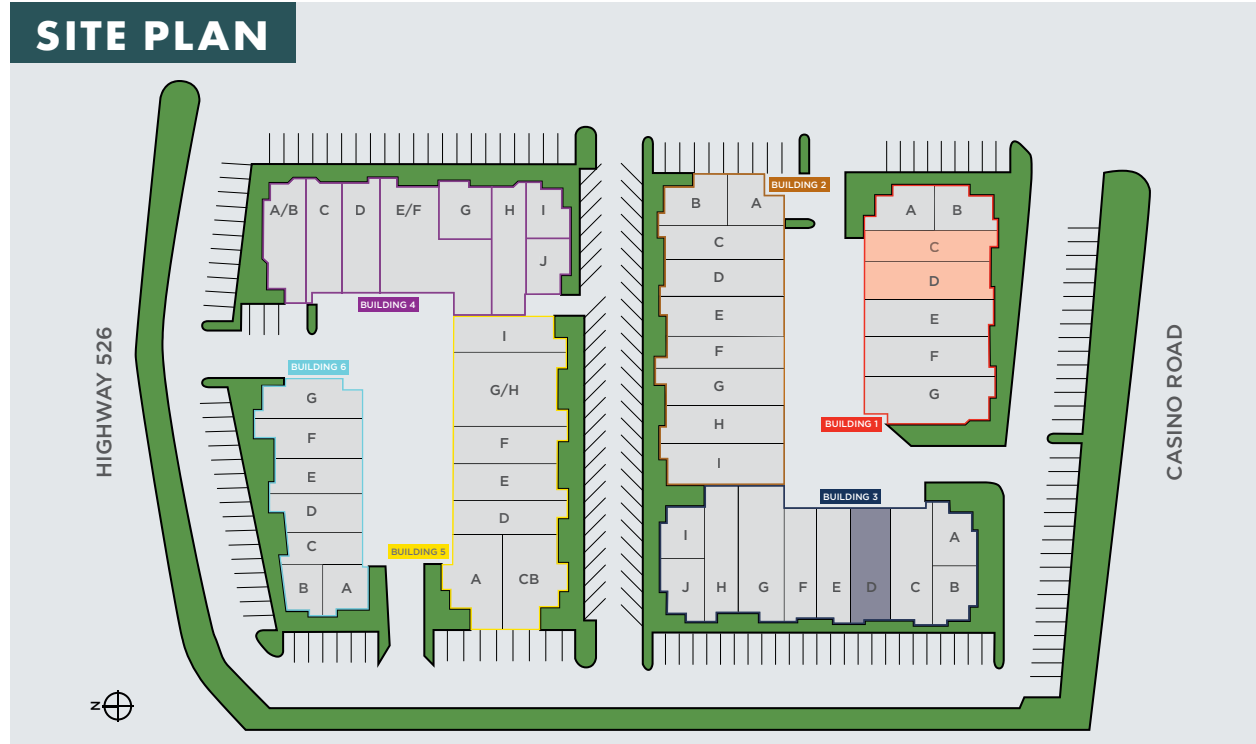 SITE PLAN
HIGHWAY 526
CASINO ROAD
BUILDING 4
A/B C D E/F G H I
J
BUILDING 2
B A
C
D
E
F
G
H
I
BUILDING 1
A B
C
D
E
F
G
BUILDING 6
G
F
E
D
C
B A
BUILDING 5
I
G/H
F
E
D
A CB
BUILDING 3
I A
J H G F E D C B
N